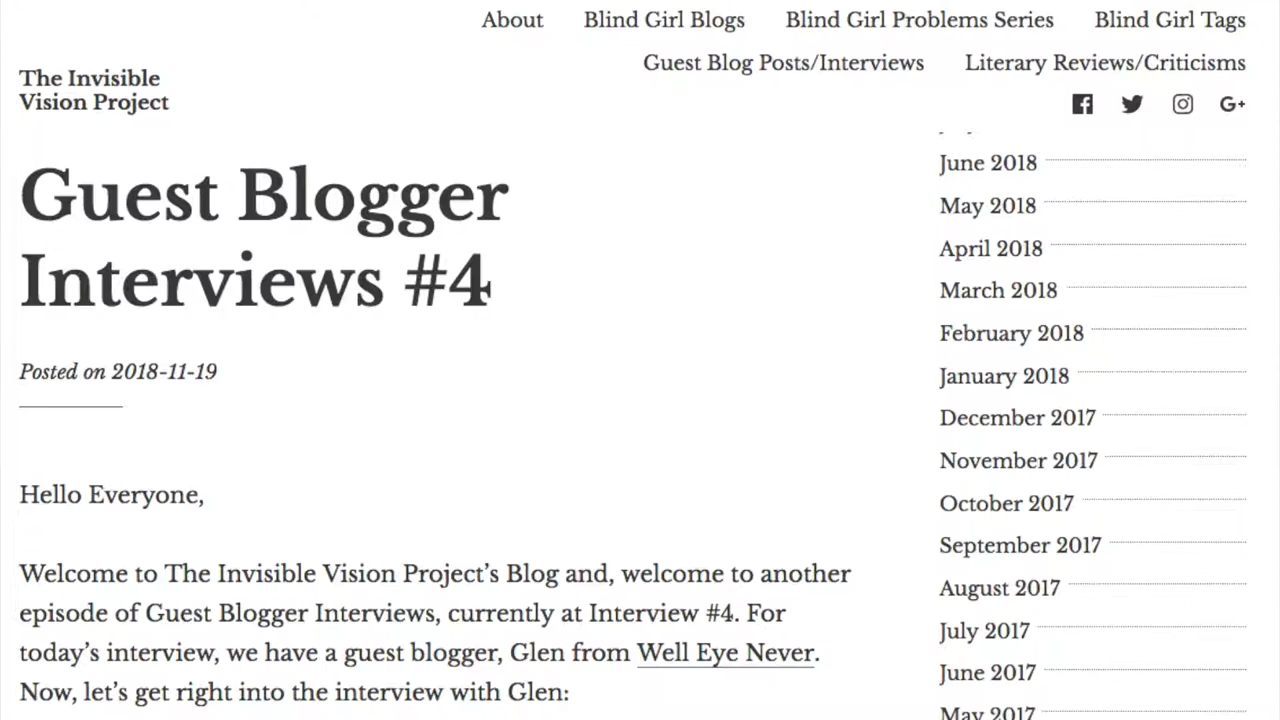 About Blind Girl Blogs Blind Girl Problems Series Blind Girl Tags
Guest Blog Posts/Interviews Literary Reviews/Criticisms
The Invisible
Vision Project
Guest Blogger
Interviews #4
Posted on 2018-11-19
Hello Everyone,
Welcome to The Invisible Vision Project’s Blog and, welcome to another
episode of Guest Blogger Interviews, currently at Interview #4. For
today’s interview, we have a guest blogger, Glen from Well Eye Never.
Now, let’s get right into the interview with Glen:
June 2018
May 2018
April 2018
March 2018
February 2018
January 2018
December 2017
November 2017
October 2017
September 2017
August 2017
July 2017
June 2017
May 2017